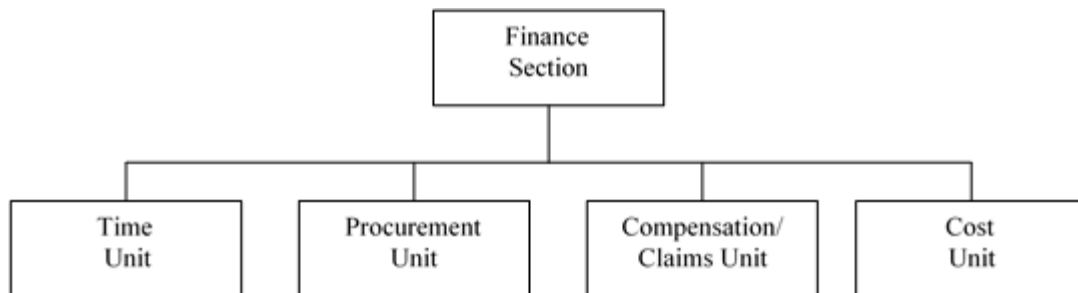 Finance
Section
Time
Unit
Procurement
Unit
Compensation/
Claims Unit
Cost
Unit